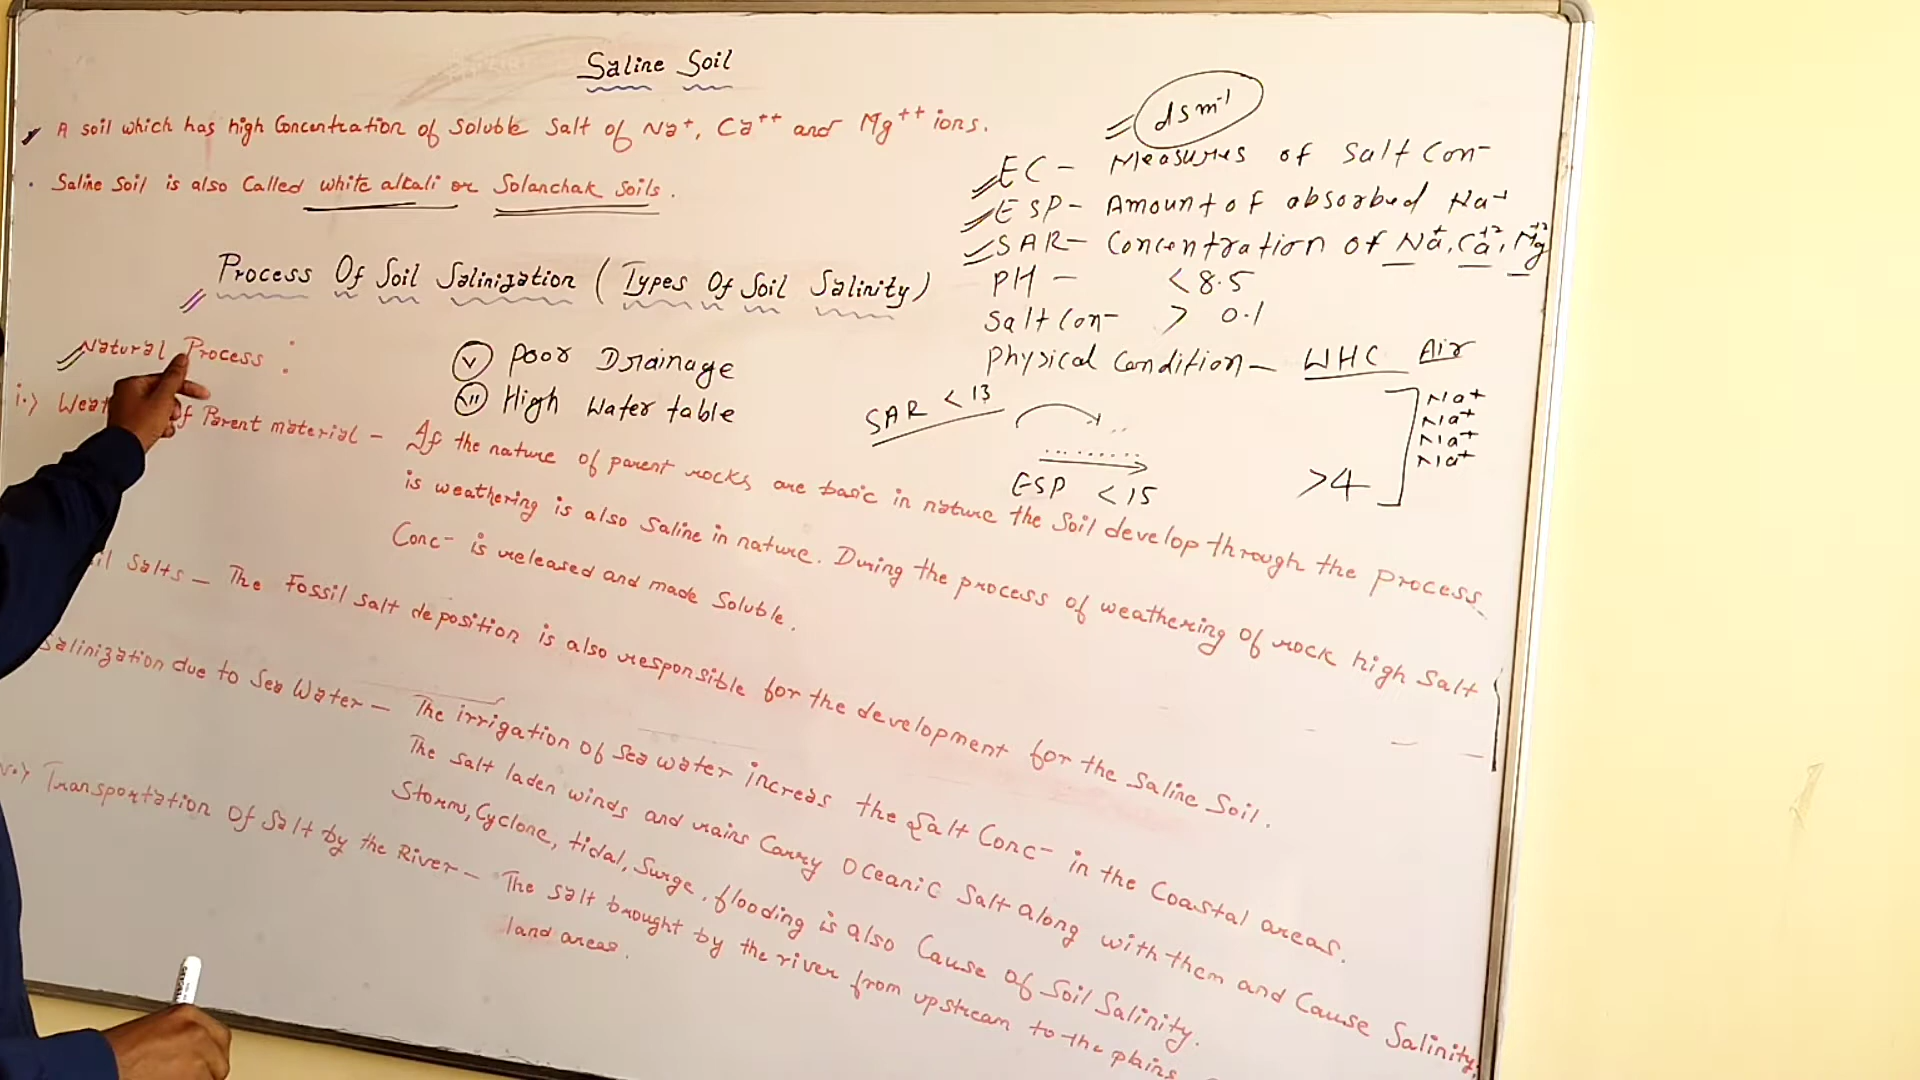 Saline Soil
A soil which has high Concentration of Soluble Salt of Na+, Ca++ and Mg++ ions.
Saline Soil is also Called white alkali or Solanchak Soils.
Process Of Soil Salinization (Types Of Soil Salinity)
Natural Process :
(v) Poor Drainage
High Water table
i.) Of Parent material - If the nature of parent rocks are basic in nature the Soil develop through the process
is weathering is also Saline in nature. During the process of weathering of rock high Salt
Conc- is released and made Soluble.
Salts - The Fossil salt deposition is also responsible for the development for the Saline Soil.
Salinization due to Sea Water - The irrigation of Sea water increas the Salt Conc- in the Coastal areas.
The Salt laden winds and rains Carry Oceanic Salt along with them and Cause Salinity.
Storms, Cyclone, tidal, Surge, flooding is also Cause of Soil Salinity.
Transportation Of Salt by the River - The salt brought by the river from upstream to the plains
land areas.
dsm-1
EC - Measures of Salt Con-
ESP - Amount of absorbed Na+
SAR - Concentration of Na+, Ca+2, Mg+2
PH - < 8.5
Salt Con- > 0.1
Physical Condition - WHC Air
SAR < 13
ESP < 15
>4
Na+
Na+
Na+
Na+